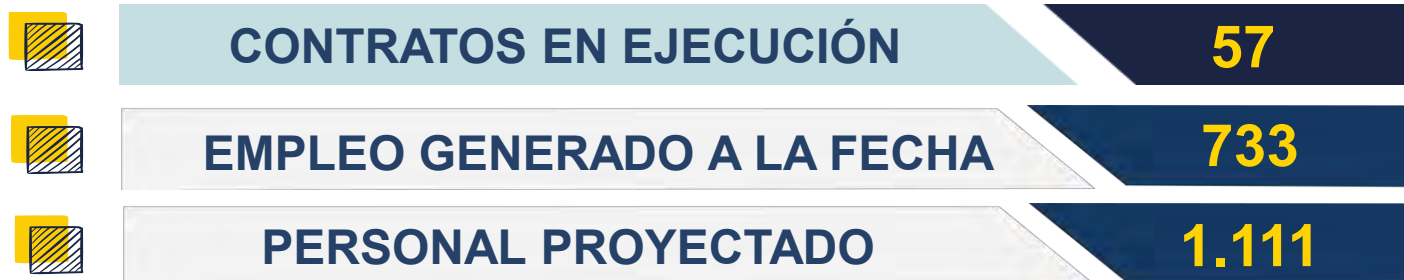 CONTRATOS EN EJECUCIÓN 57
EMPLEO GENERADO A LA FECHA 733
PERSONAL PROYECTADO 1.111